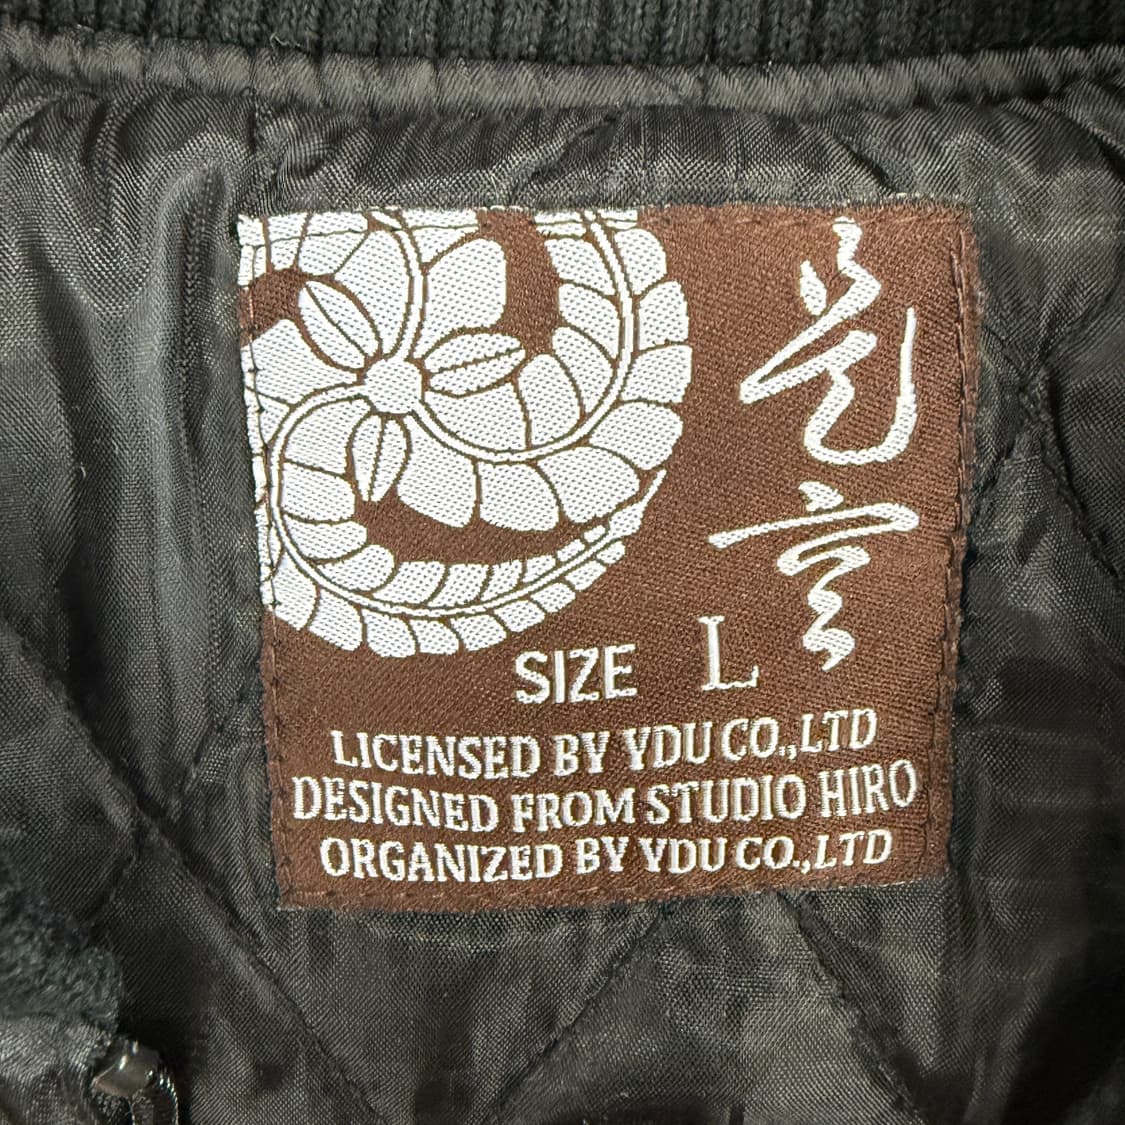 SIZE L
LICENSED BY YDU CO.,LTD
DESIGNED FROM STUDIO HIRO
ORGANIZED BY YDU CO.,LTD